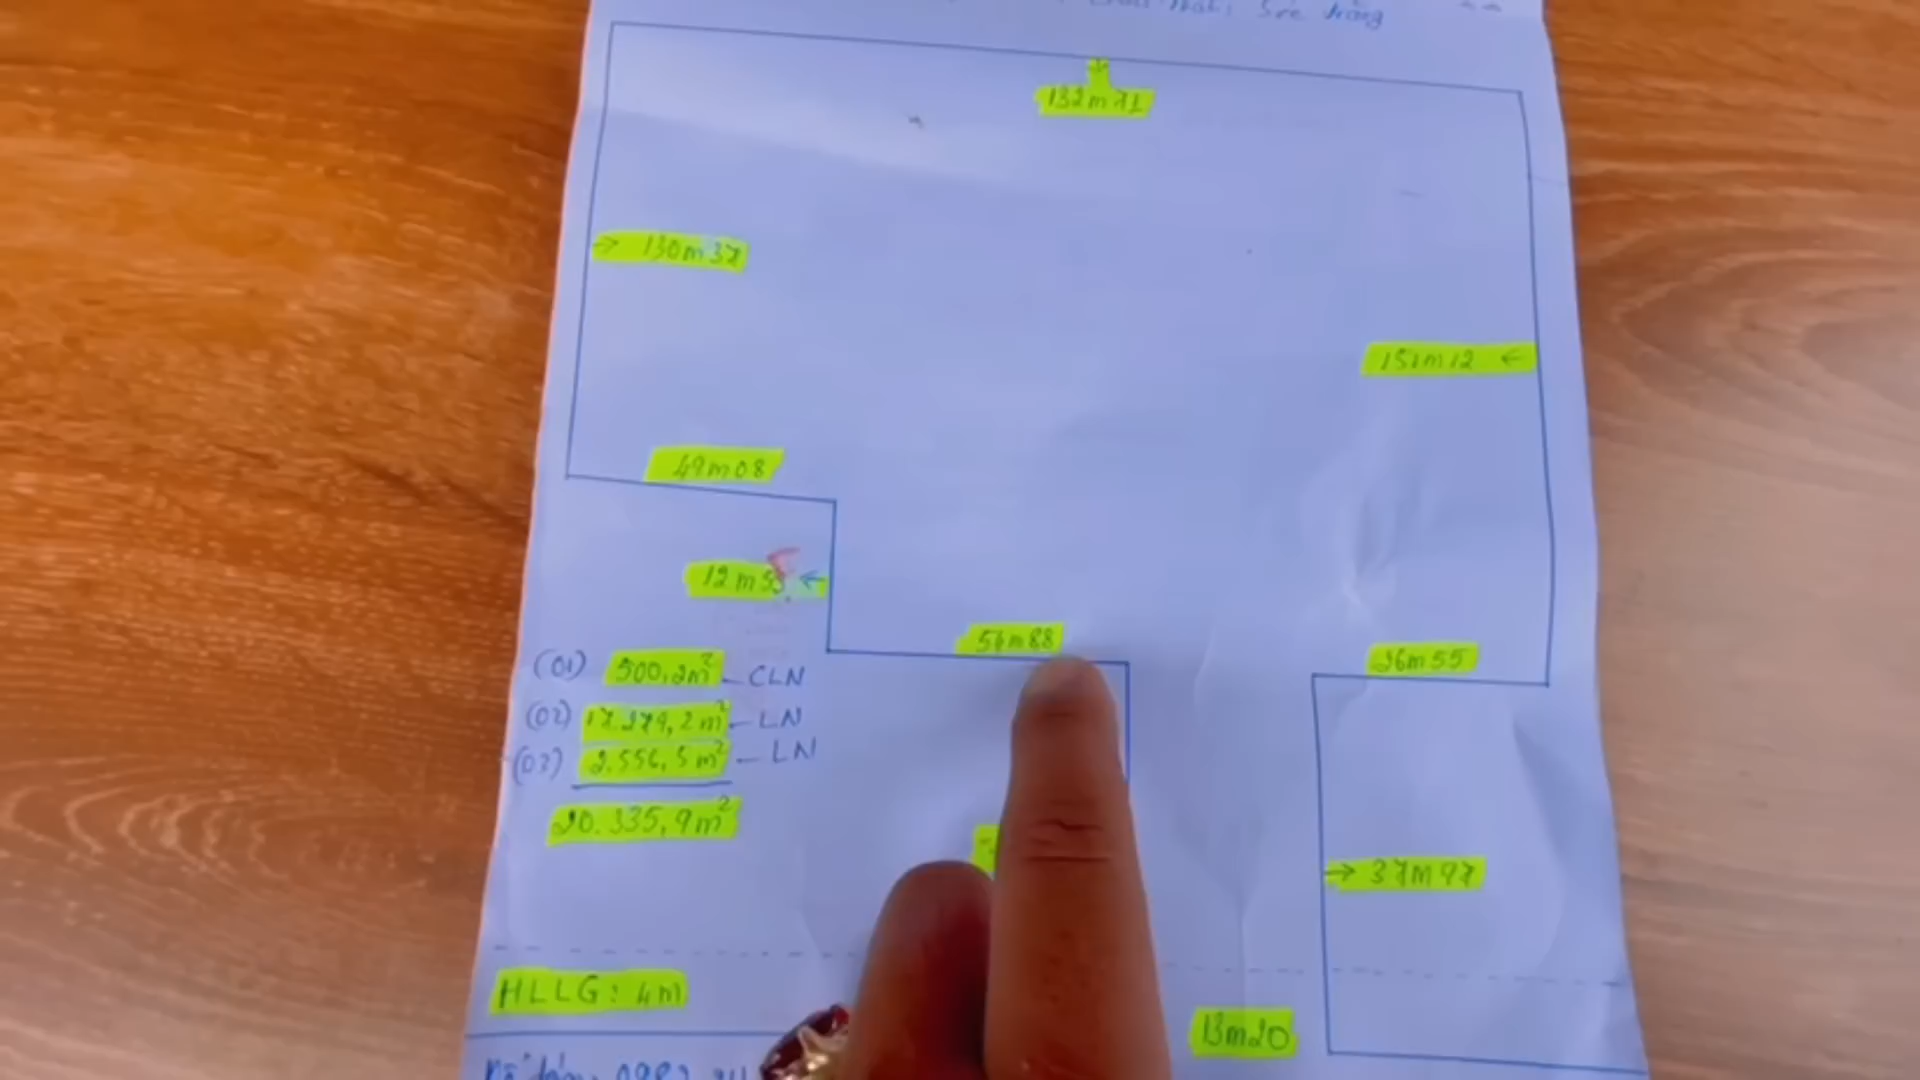 132m71
130m37
151m12
49m08
12m55
56m88
26m55
(01) 500,2m² - CLN
(02) 17.279,2m² - LN
(03) 2.556,5m² - LN
20.335,9m²
37m97
HLLG: 4m
13m20